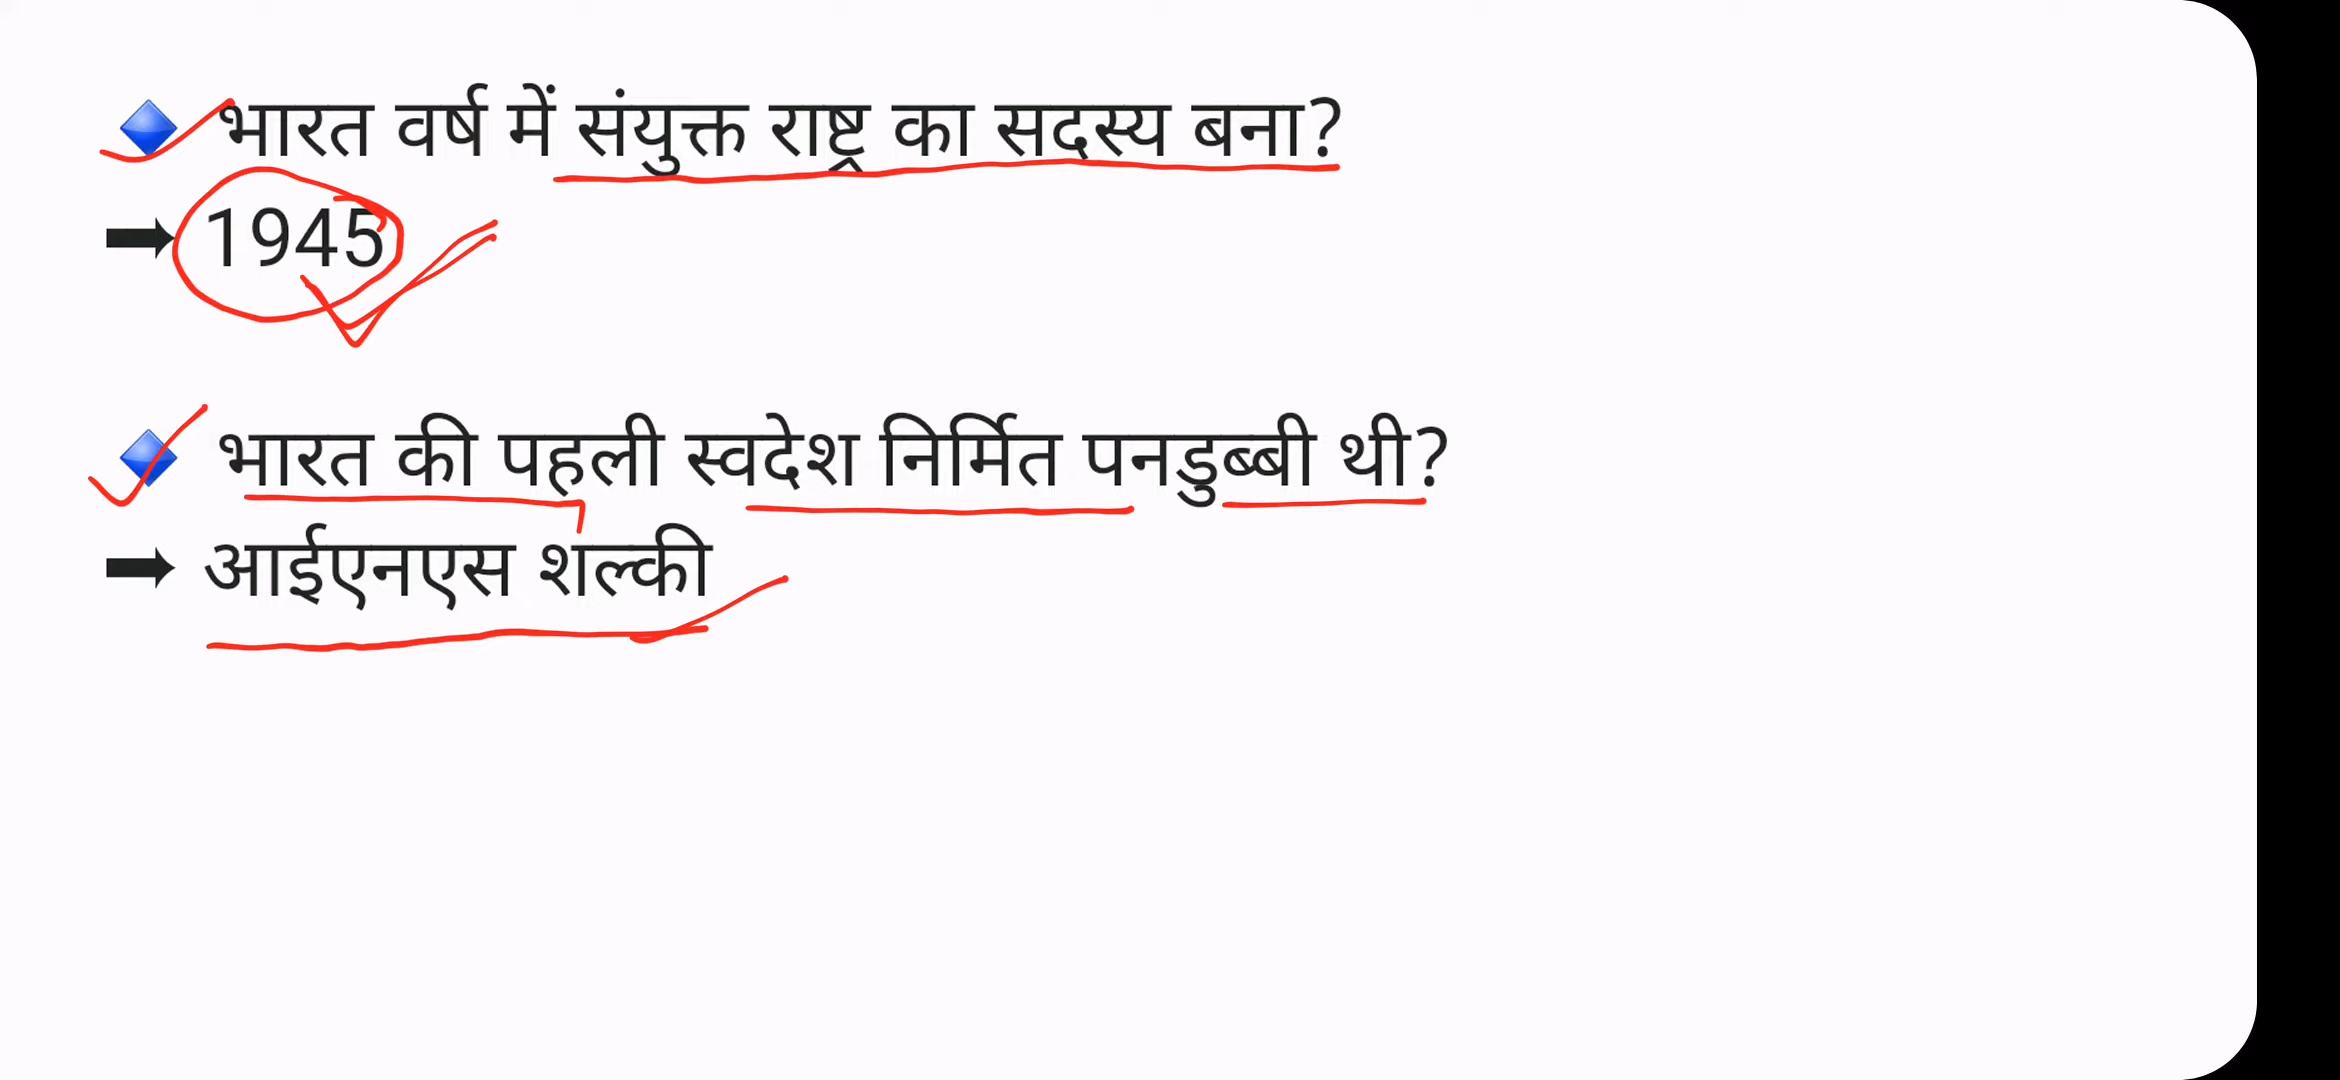 🔷 भारत वर्ष में संयुक्त राष्ट्र का सदस्य बना?
➡ 1945
🔷 भारत की पहली स्वदेश निर्मित पनडुब्बी थी?
➡ आईएनएस शल्की